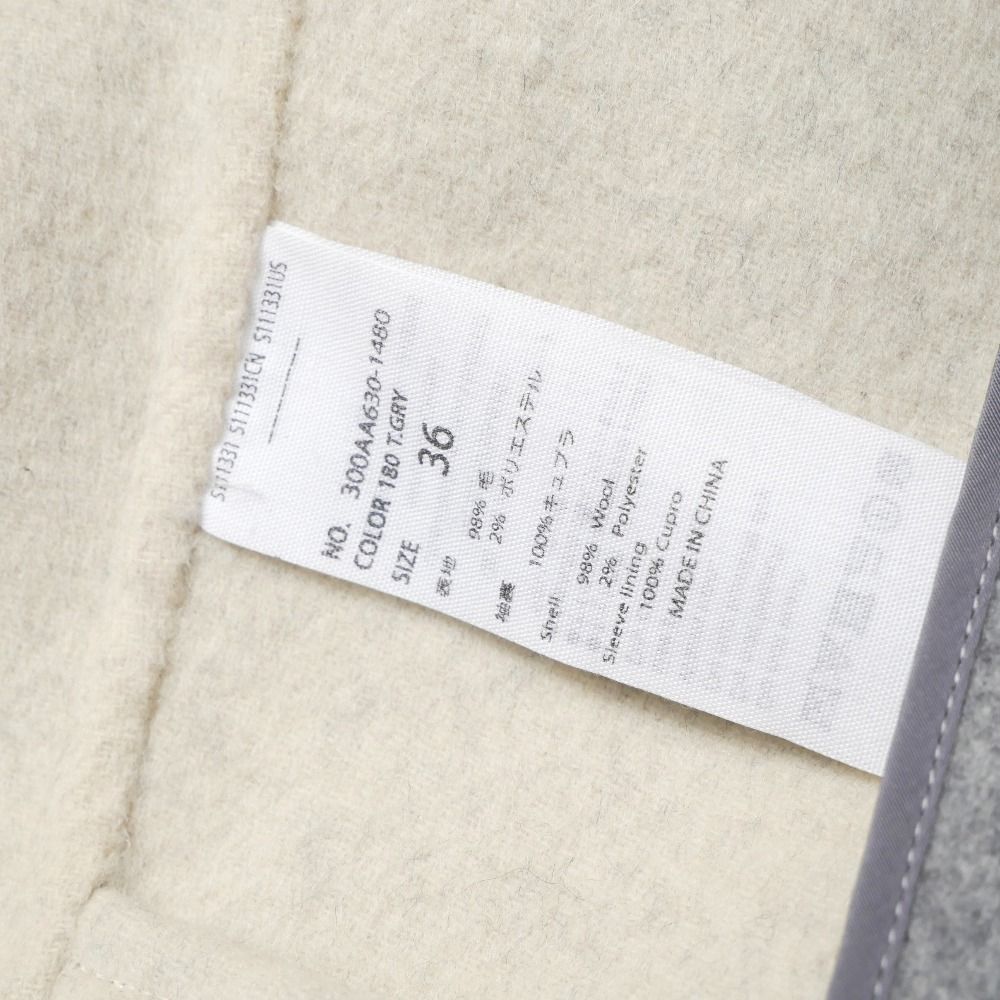 S111331 S111331CN S111331US
NO. 300AA630-1480
COLOR 180 T.GRY
SIZE 36
表地
98% 毛
2% ポリエステル
袖裏
100%キュプラ
Shell
98% Wool
2% Polyester
Sleeve lining
100% Cupro
MADE IN CHINA